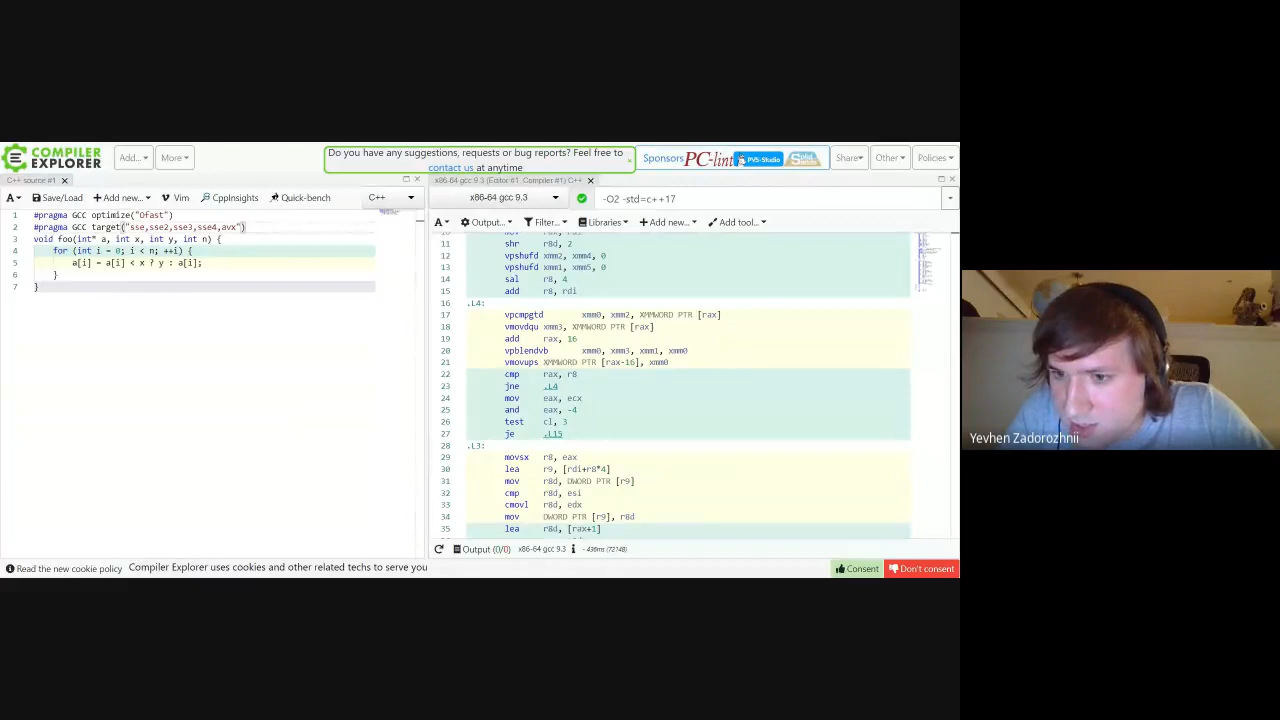 COMPILER
EXPLORER
Add...
More
Do you have any suggestions, requests or bug reports? Feel free to
contact us at anytime
Sponsors
PC-lint
PVS-Studio
Share
Other
Policies
C++ source #1
x86-64 gcc 9.3 (Editor #1, Compiler #1) C++
A
Save/Load
Add new...
Vim
CppInsights
Quick-bench
C++
x86-64 gcc 9.3
-O2 -std=c++17
A
Output...
Filter...
Libraries
Add new...
Add tool...
1 #pragma GCC optimize("Ofast")
2 #pragma GCC target("sse,sse2,sse3,sse4,avx")
3 void foo(int* a, int x, int y, int n) {
4 for (int i = 0; i < n; ++i) {
5 a[i] = a[i] < x ? y : a[i];
6 }
7 }
11 shr r8d, 2
12 vpshufd xmm2, xmm4, 0
13 vpshufd xmm1, xmm5, 0
14 sal r8, 4
15 add r8, rdi
16 .L4:
17 vpcmpgtd xmm0, xmm2, XMMWORD PTR [rax]
18 vmovdqu xmm3, XMMWORD PTR [rax]
19 add rax, 16
20 vpblendvb xmm0, xmm3, xmm1, xmm0
21 vmovups XMMWORD PTR [rax-16], xmm0
22 cmp rax, r8
23 jne .L4
24 mov eax, ecx
25 and eax, -4
26 test cl, 3
27 je .L15
28 .L3:
29 movsx r8, eax
30 lea r9, [rdi+r8*4]
31 mov r8d, DWORD PTR [r9]
32 cmp r8d, esi
33 cmovl r8d, edx
34 mov DWORD PTR [r9], r8d
35 lea r8d, [rax+1]
Output (0/0) x86-64 gcc 9.3 i - 436ms (7214B)
Read the new cookie policy Compiler Explorer uses cookies and other related techs to serve you
Consent
Don't consent
Yevhen Zadorozhnii